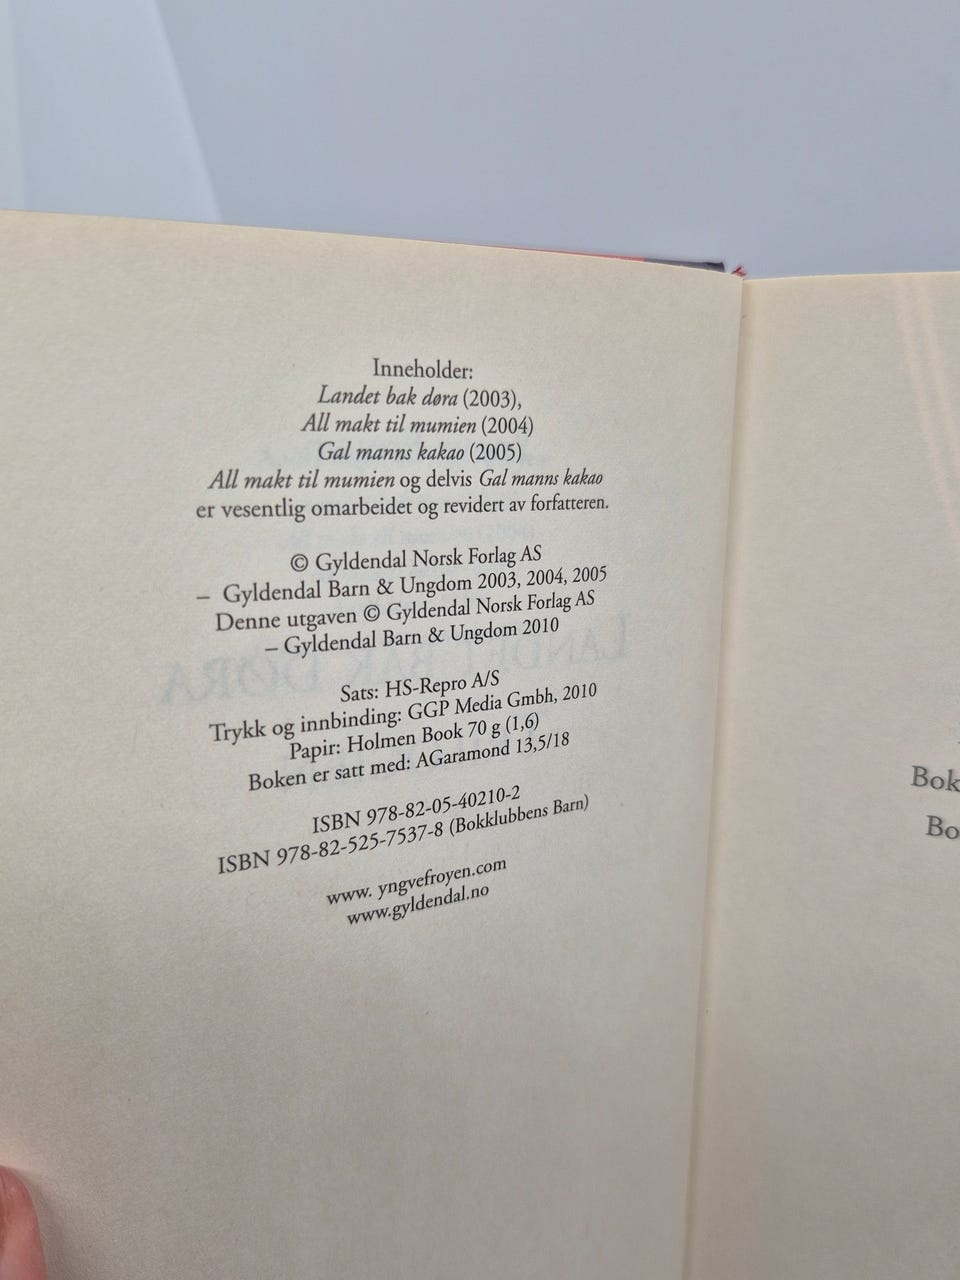 Inneholder:
Landet bak døra (2003),
All makt til mumien (2004)
Gal manns kakao (2005)
All makt til mumien og delvis Gal manns kakao
er vesentlig omarbeidet og revidert av forfatteren.
© Gyldendal Norsk Forlag AS
– Gyldendal Barn & Ungdom 2003, 2004, 2005
Denne utgaven © Gyldendal Norsk Forlag AS
– Gyldendal Barn & Ungdom 2010
Sats: HS-Repro A/S
Trykk og innbinding: GGP Media Gmbh, 2010
Papir: Holmen Book 70 g (1,6)
Boken er satt med: AGaramond 13,5/18
ISBN 978-82-05-40210-2
ISBN 978-82-525-7537-8 (Bokklubbens Barn)
www. yngvefroyen.com
www.gyldendal.no
Bok
Bo